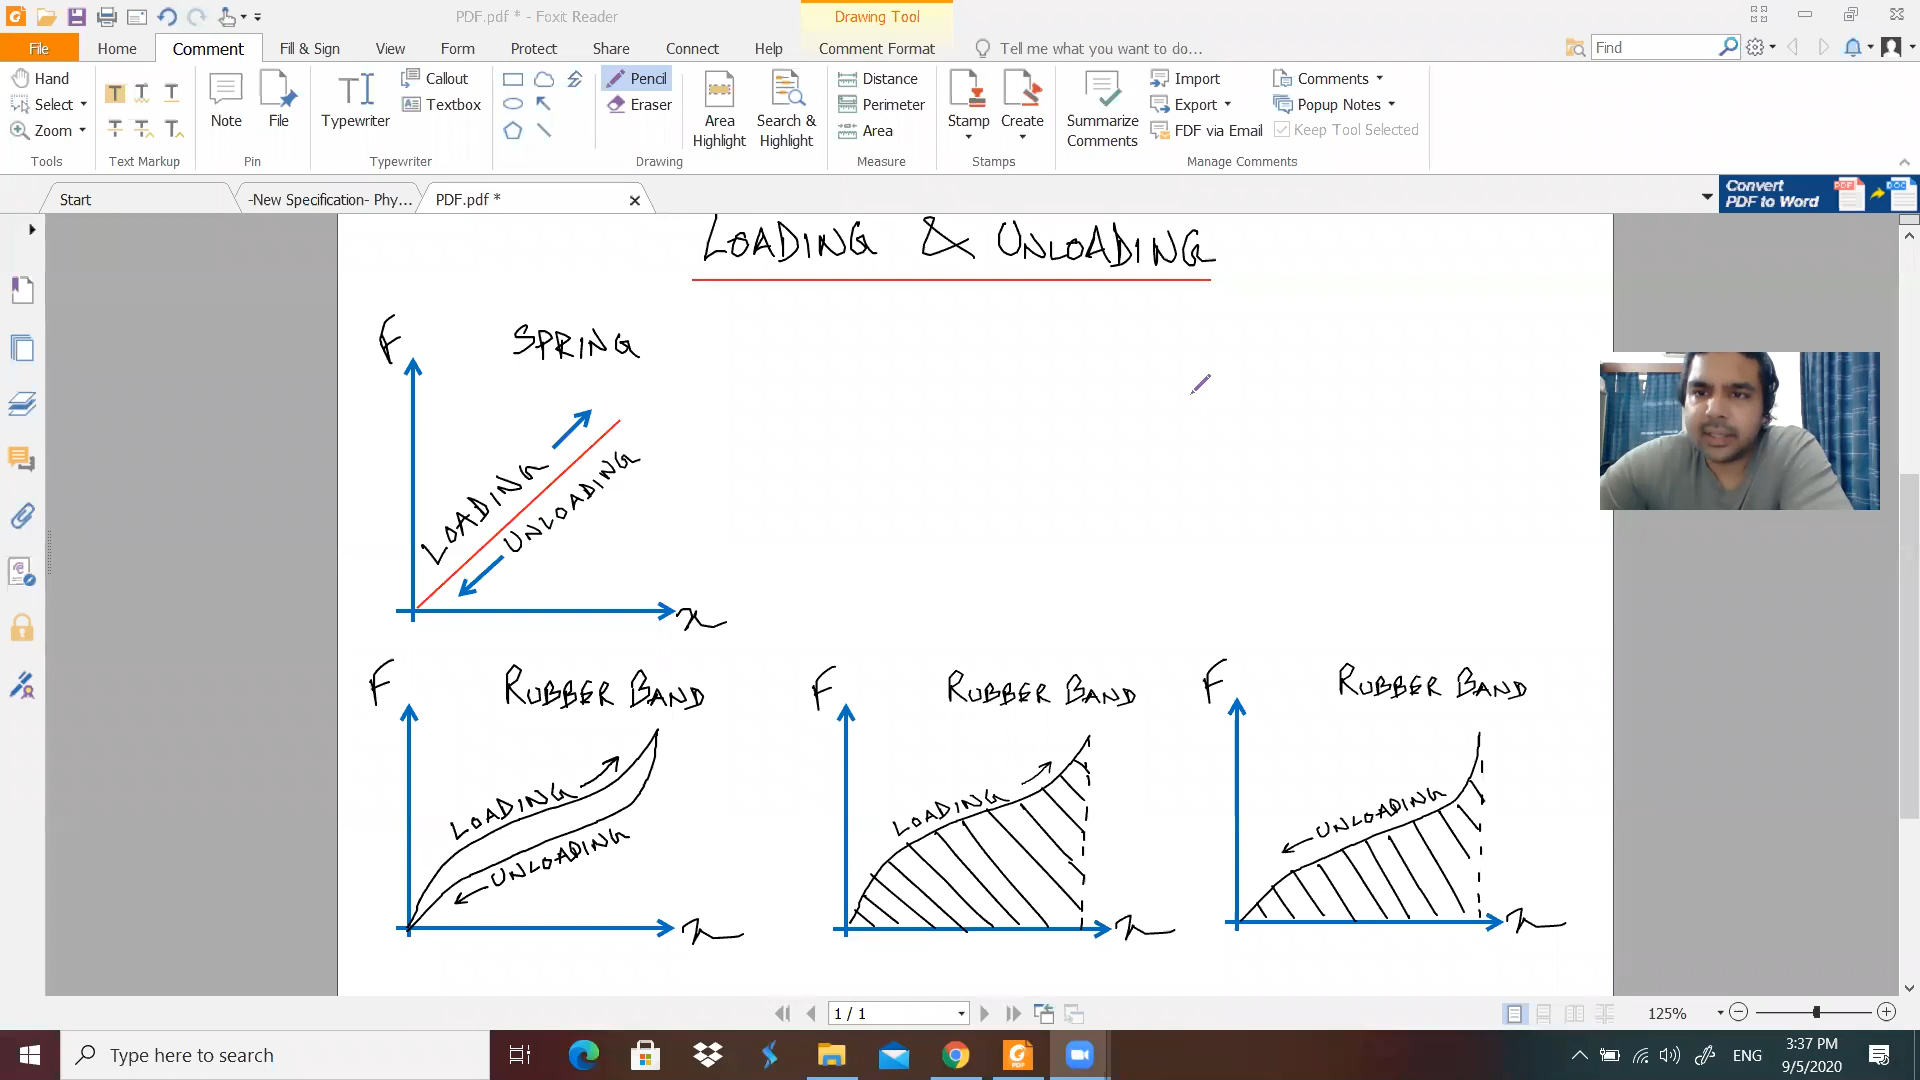 PDF.pdf * - Foxit Reader
Drawing Tool
File Home Comment Fill & Sign View Form Protect Share Connect Help Comment Format Tell me what you want to do... Find
Hand
Select
Zoom
Tools
Text Markup
Note
File
Pin
Typewriter
Callout
Textbox
Typewriter
Pencil
Eraser
Area Highlight
Search & Highlight
Drawing
Distance
Perimeter
Area
Measure
Stamp
Create
Stamps
Summarize Comments
Import
Export
FDF via Email
Comments
Popup Notes
Keep Tool Selected
Manage Comments
Start
-New Specification- Phy...
PDF.pdf *
Convert
PDF to Word
LOADING & UNLOADING
F
SPRING
LOADING
UNLOADING
x
F
RUBBER BAND
LOADING
UNLOADING
x
F
RUBBER BAND
LOADING
x
F
RUBBER BAND
UNLOADING
x
1 / 1
125%
Type here to search
ENG
3:37 PM
9/5/2020